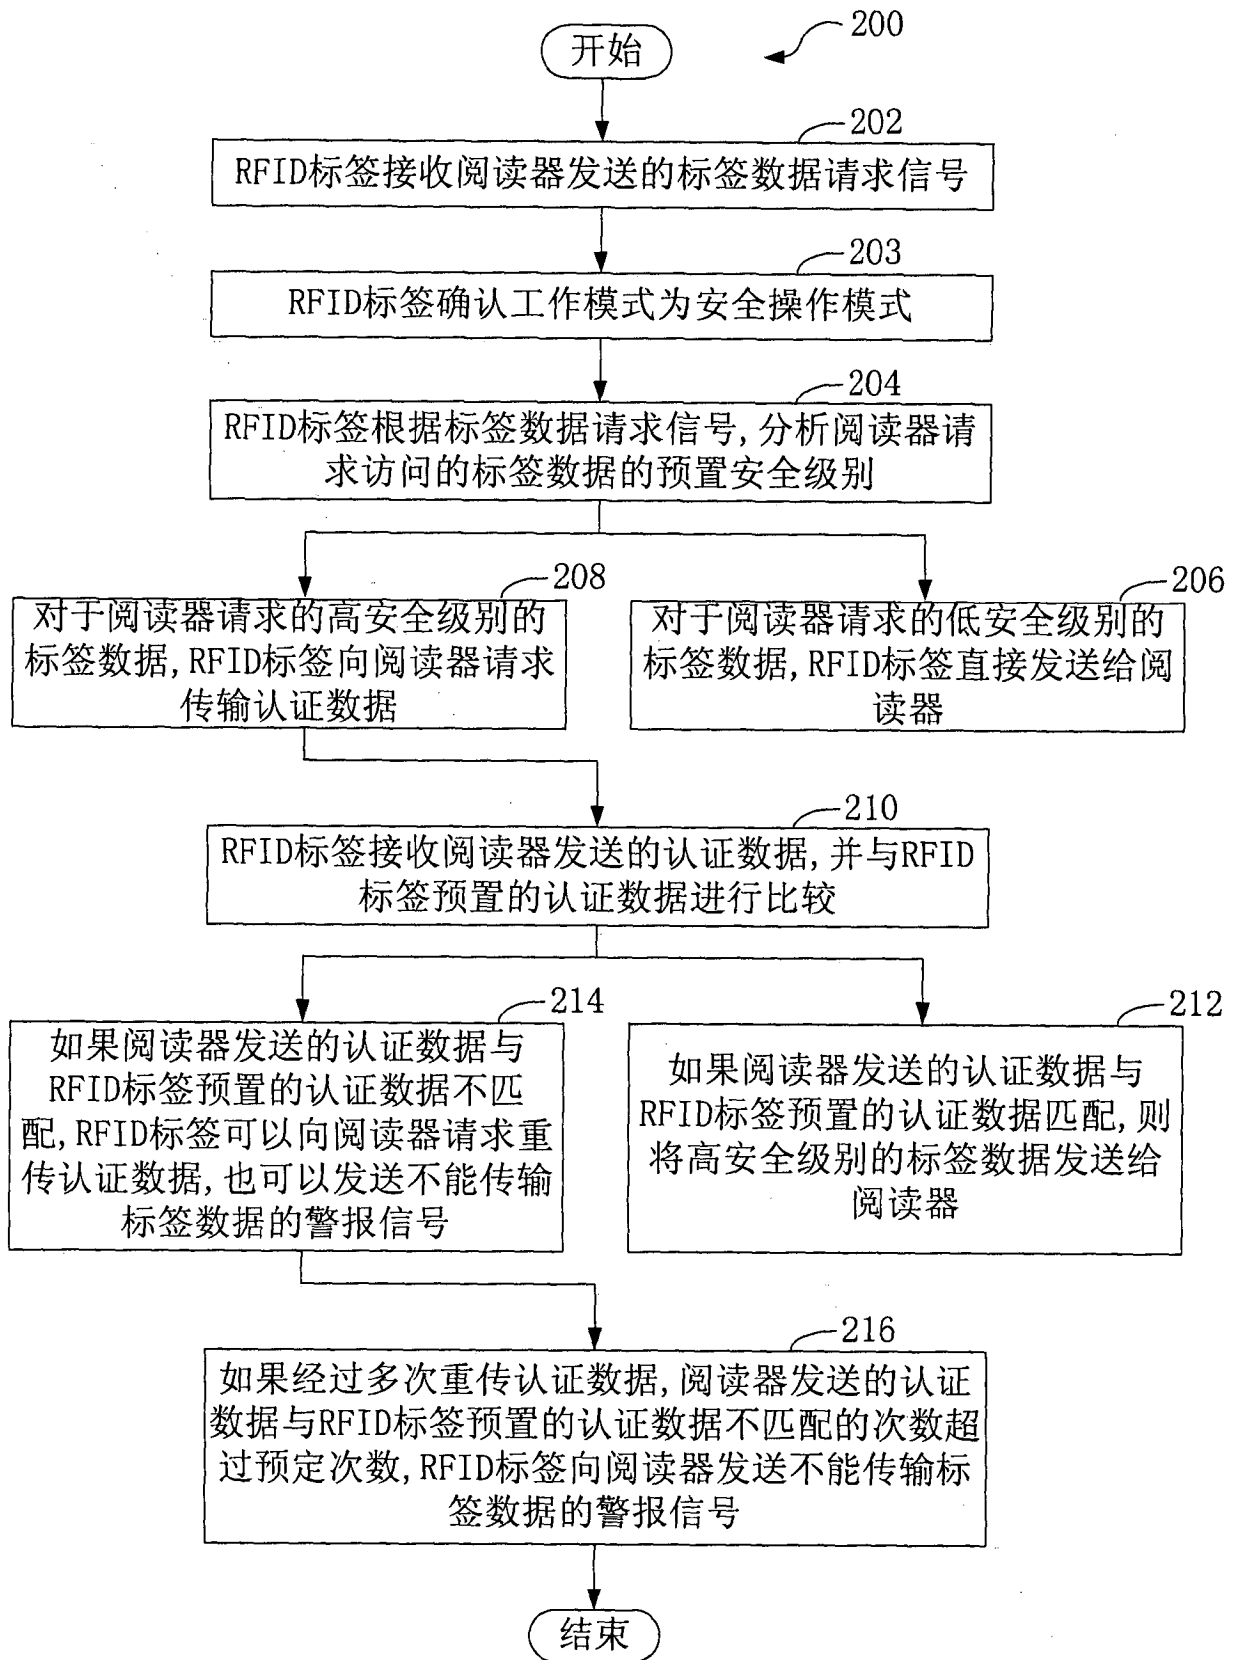 开始
200
202
RFID标签接收阅读器发送的标签数据请求信号
203
RFID标签确认工作模式为安全操作模式
204
RFID标签根据标签数据请求信号,分析阅读器请
求访问的标签数据的预置安全级别
208
对于阅读器请求的高安全级别的
标签数据,RFID标签向阅读器请求
传输认证数据
206
对于阅读器请求的低安全级别的
标签数据,RFID标签直接发送给阅
读器
210
RFID标签接收阅读器发送的认证数据,并与RFID
标签预置的认证数据进行比较
214
如果阅读器发送的认证数据与
RFID标签预置的认证数据不匹
配,RFID标签可以向阅读器请求重
传认证数据,也可以发送不能传输
标签数据的警报信号
212
如果阅读器发送的认证数据与
RFID标签预置的认证数据匹配,则
将高安全级别的标签数据发送给
阅读器
216
如果经过多次重传认证数据,阅读器发送的认证
数据与RFID标签预置的认证数据不匹配的次数超
过预定次数,RFID标签向阅读器发送不能传输标
签数据的警报信号
结束